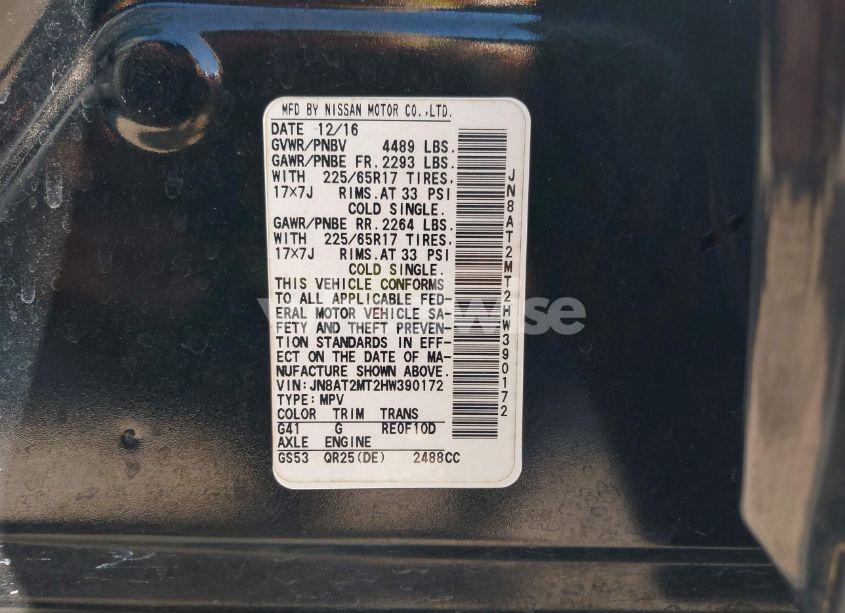 MFD BY NISSAN MOTOR CO.,LTD.
DATE 12/16
GVWR/PNBV 4489 LBS.
GAWR/PNBE FR.2293 LBS.
WITH 225/65R17 TIRES,
17×7J RIMS.AT 33 PSI
COLD SINGLE.
GAWR/PNBE RR.2264 LBS.
WITH 225/65R17 TIRES,
17×7J RIMS.AT 33 PSI
COLD SINGLE.
THIS VEHICLE CONFORMS
TO ALL APPLICABLE FED-
ERAL MOTOR VEHICLE SA-
FETY AND THEFT PREVEN-
TION STANDARDS IN EFF-
ECT ON THE DATE OF MA-
NUFACTURE SHOWN ABOVE.
VIN:JN8AT2MT2HW390172
TYPE:MPV
COLOR TRIM TRANS
G41 G RE0F10D
AXLE ENGINE
GS53 QR25(DE) 2488CC
JN8AT2MT2HW390172